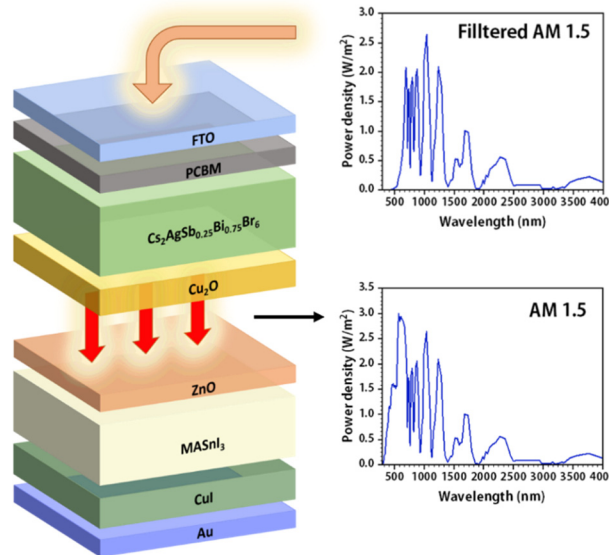 FTO
PCBM
Cs₂AgSb₀.₂₅Bi₀.₇₅Br₆
Cu₂O
ZnO
MASnI₃
CuI
Au
Filltered AM 1.5
Power density (W/m²)
3.0
2.5
2.0
1.5
1.0
0.5
0.0
500 1000 1500 2000 2500 3000 3500 400
Wavelength (nm)
AM 1.5
Power density (W/m²)
3.5
3.0
2.5
2.0
1.5
1.0
0.5
0.0
500 1000 1500 2000 2500 3000 3500 400
Wavelength (nm)